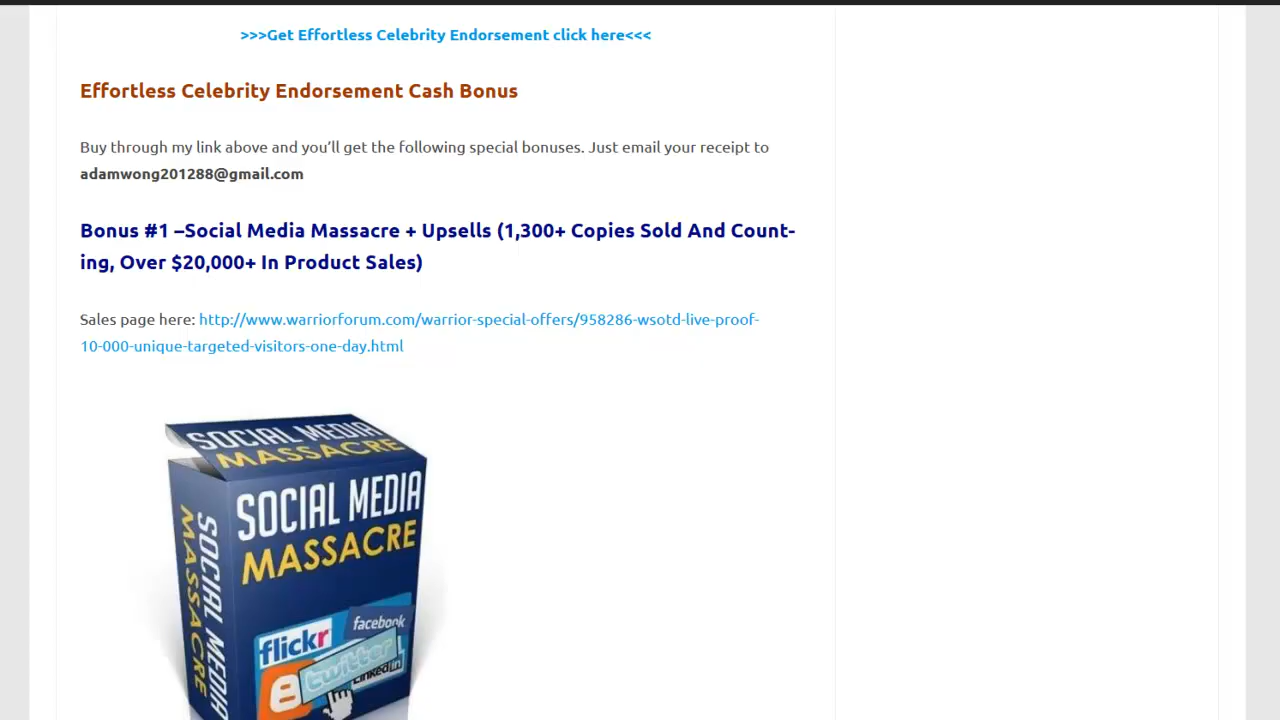 >>>Get Effortless Celebrity Endorsement click here<<<
Effortless Celebrity Endorsement Cash Bonus
Buy through my link above and you’ll get the following special bonuses. Just email your receipt to
adamwong201288@gmail.com
Bonus #1 –Social Media Massacre + Upsells (1,300+ Copies Sold And Count-
ing, Over $20,000+ In Product Sales)
Sales page here: http://www.warriorforum.com/warrior-special-offers/958286-wsotd-live-proof-
10-000-unique-targeted-visitors-one-day.html
SOCIAL MEDIA
MASSACRE
SOCIAL MEDIA
MASSACRE
SOCIAL MEDIA
MASSACRE
facebook
flickr
twitter
LinkedIn